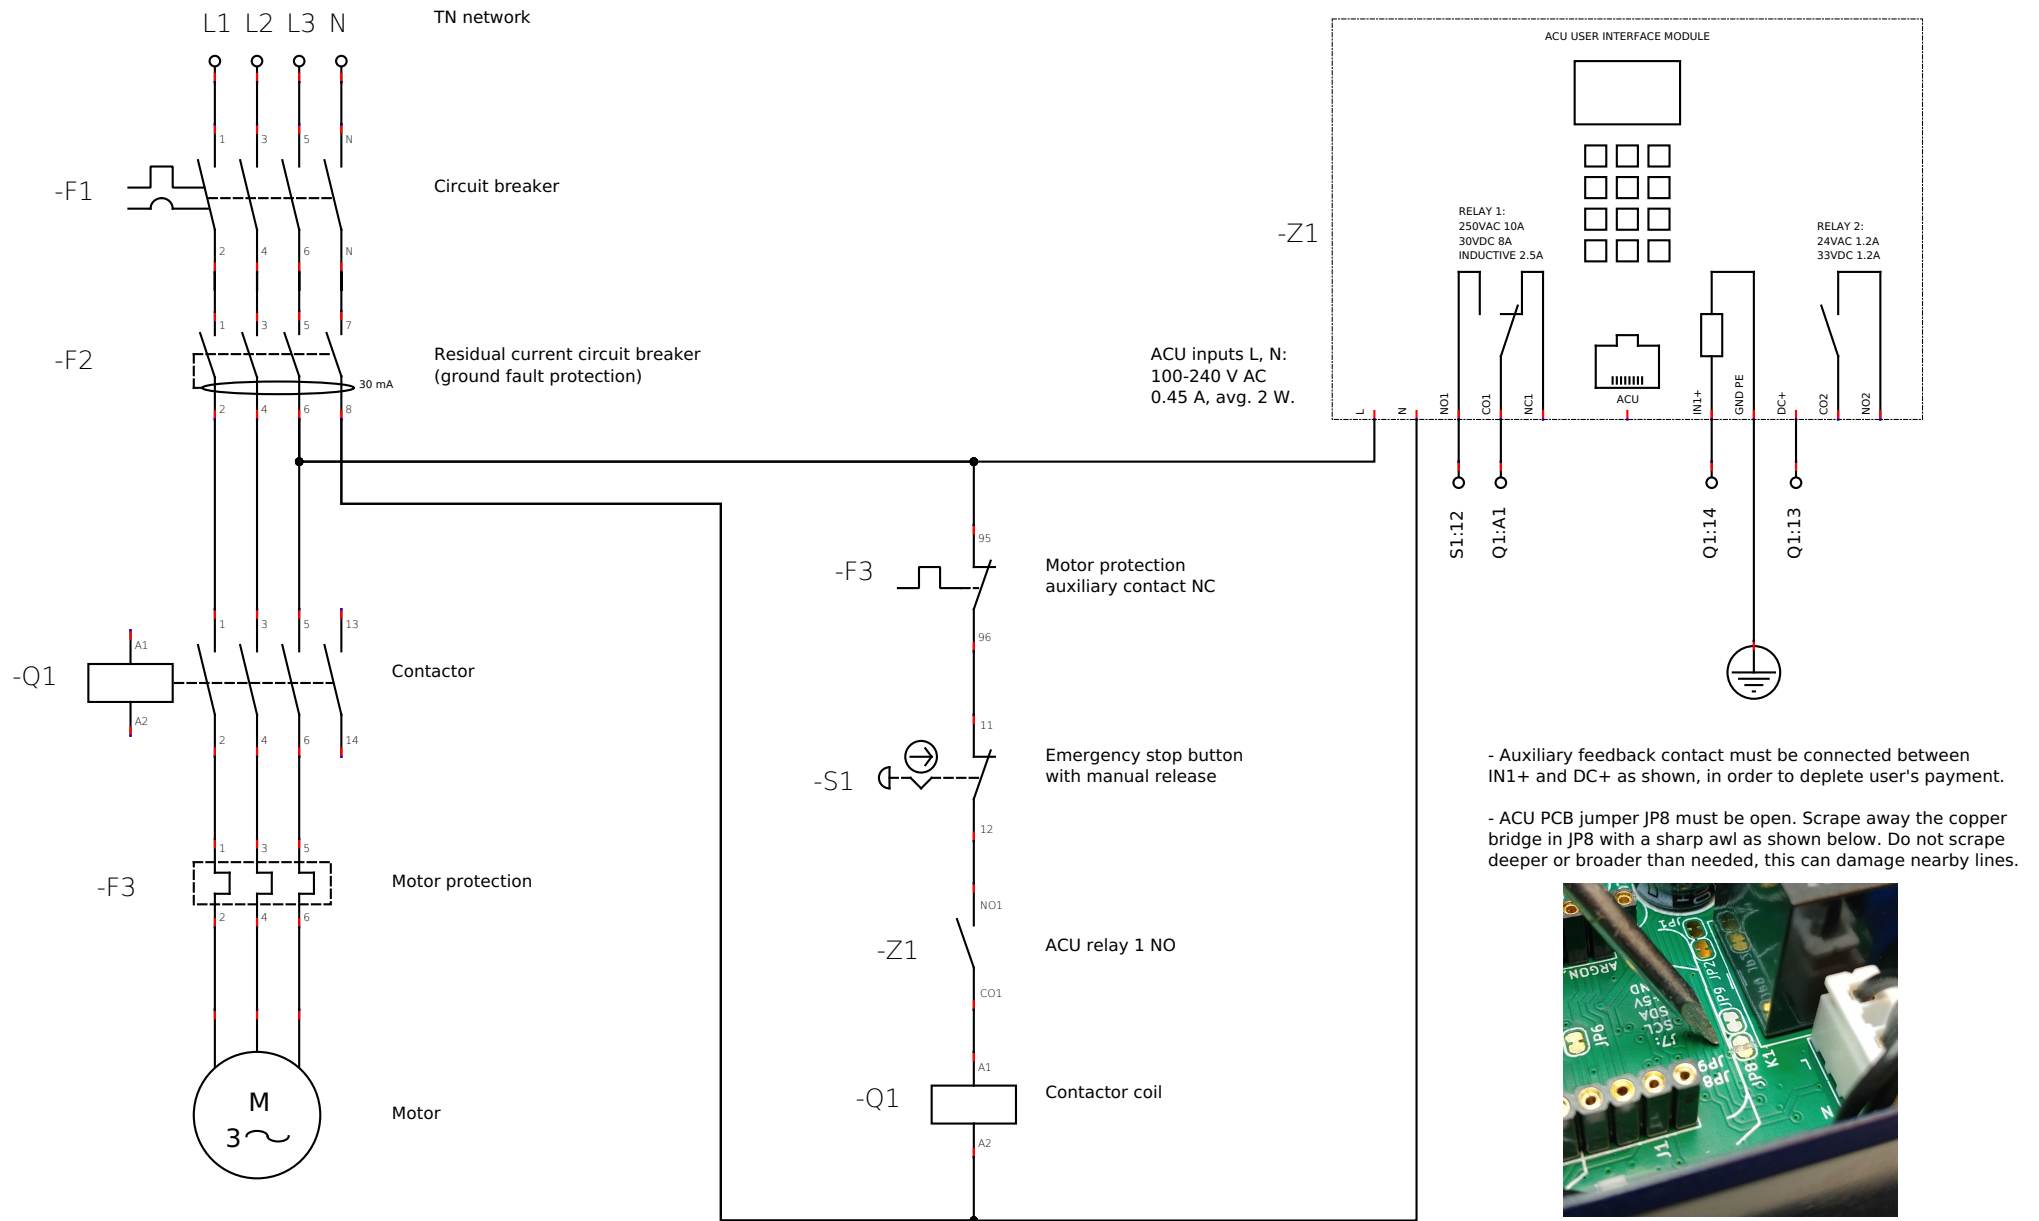 L1 L2 L3 N
TN network
1 3 5 N
-F1
Circuit breaker
2 4 6 N
1 3 5 7
-F2
Residual current circuit breaker
(ground fault protection)
30 mA
2 4 6 8
1 3 5 13
A1
-Q1
Contactor
A2
2 4 6 14
1 3 5
-F3
Motor protection
2 4 6
M
3
Motor
95
-F3
Motor protection
auxiliary contact NC
96
11
-S1
Emergency stop button
with manual release
12
NO1
-Z1
ACU relay 1 NO
CO1
A1
-Q1
Contactor coil
A2
ACU USER INTERFACE MODULE
-Z1
RELAY 1:
250VAC 10A
30VDC 8A
INDUCTIVE 2.5A
RELAY 2:
24VAC 1.2A
33VDC 1.2A
ACU inputs L, N:
100-240 V AC
0.45 A, avg. 2 W.
L
N
NO1
CO1
NC1
ACU
IN1+
GND PE
DC+
CO2
NO2
S1:12
Q1:A1
Q1:14
Q1:13
- Auxiliary feedback contact must be connected between
IN1+ and DC+ as shown, in order to deplete user's payment.
- ACU PCB jumper JP8 must be open. Scrape away the copper
bridge in JP8 with a sharp awl as shown below. Do not scrape
deeper or broader than needed, this can damage nearby lines.
JP1
JP2
ARGON
JP9
-5V
SDA
SCL
J7:
JP6
JP9
JP8
JP8
K1
L
N
J1